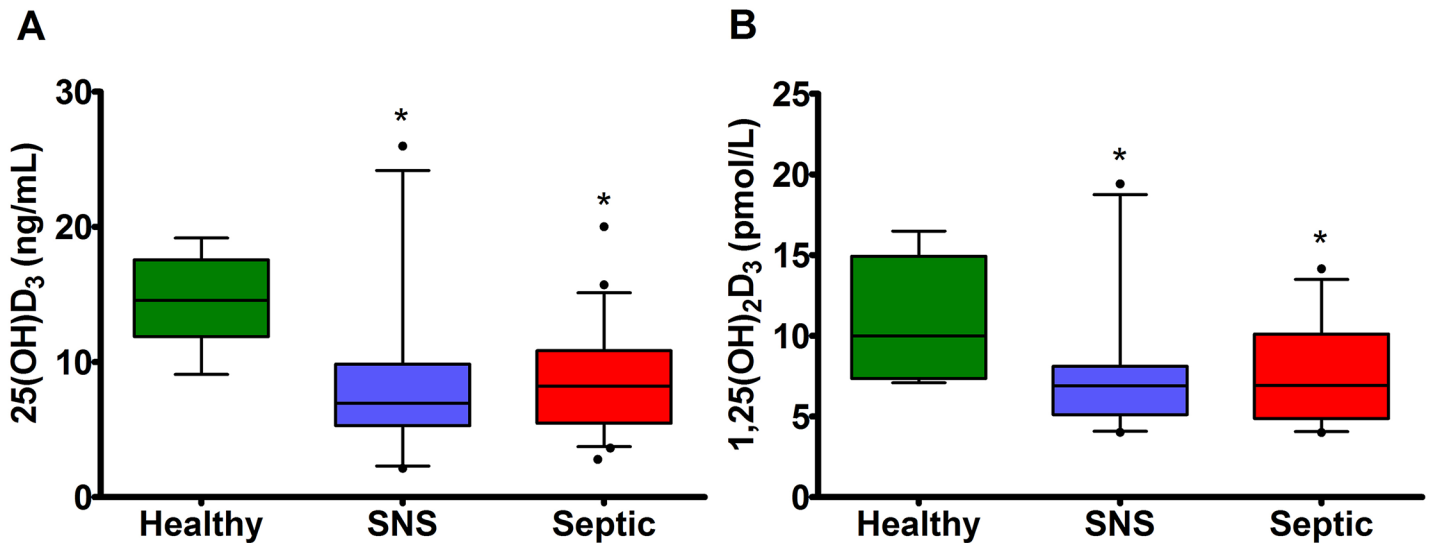 A
25(OH)D3 (ng/mL)
30
20
10
0
*
*
Healthy
SNS
Septic
B
1,25(OH)2D3 (pmol/L)
25
20
15
10
5
0
*
*
Healthy
SNS
Septic